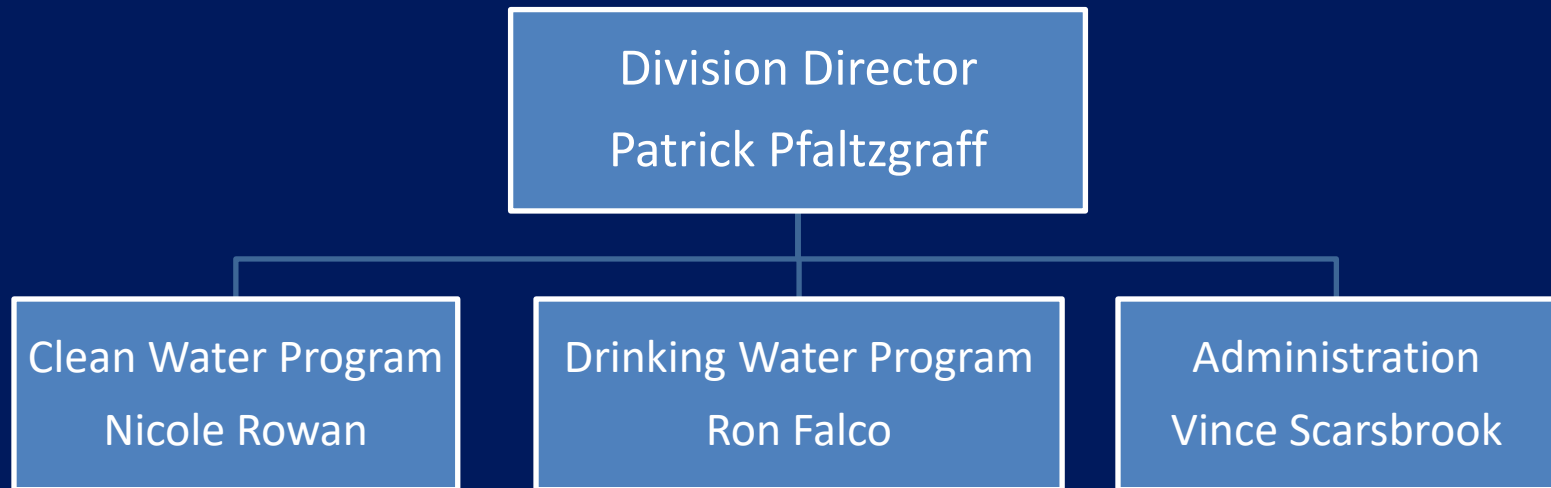 Division Director
Patrick Pfaltzgraff
Clean Water Program
Nicole Rowan
Drinking Water Program
Ron Falco
Administration
Vince Scarsbrook